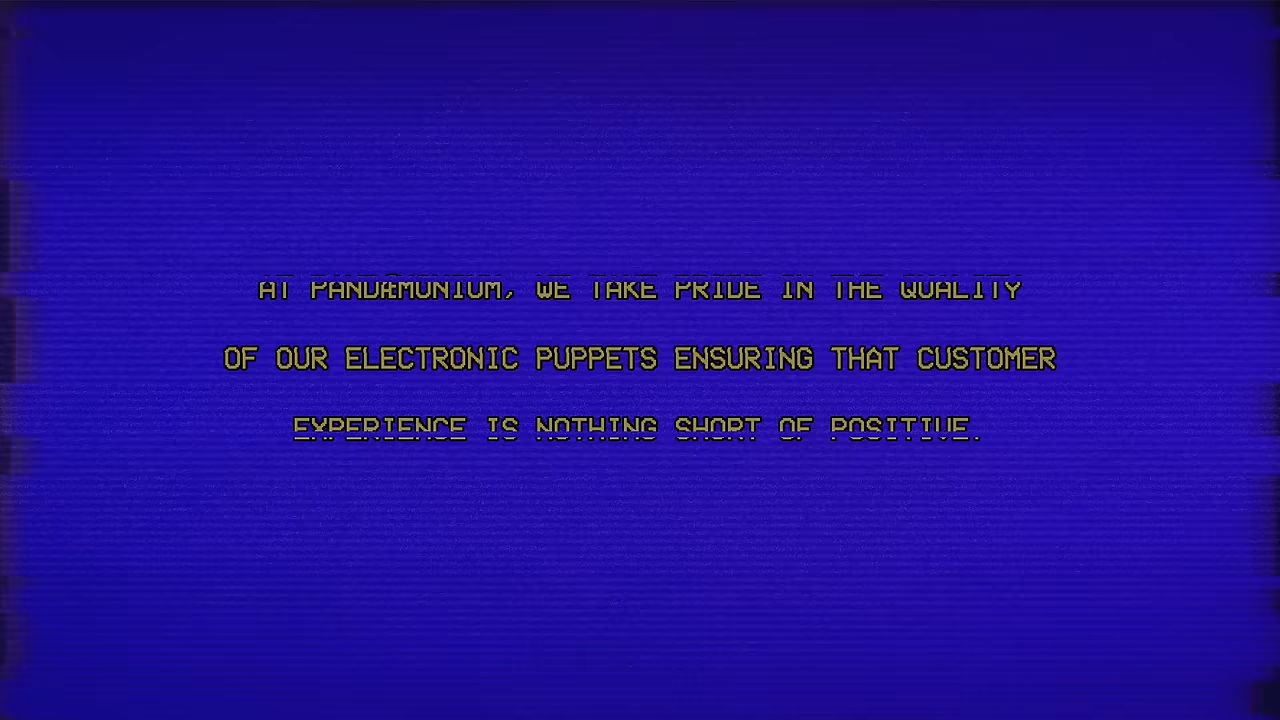 AT PANDÆMONIUM, WE TAKE PRIDE IN THE QUALITY
OF OUR ELECTRONIC PUPPETS ENSURING THAT CUSTOMER
EXPERIENCE IS NOTHING SHORT OF POSITIVE.